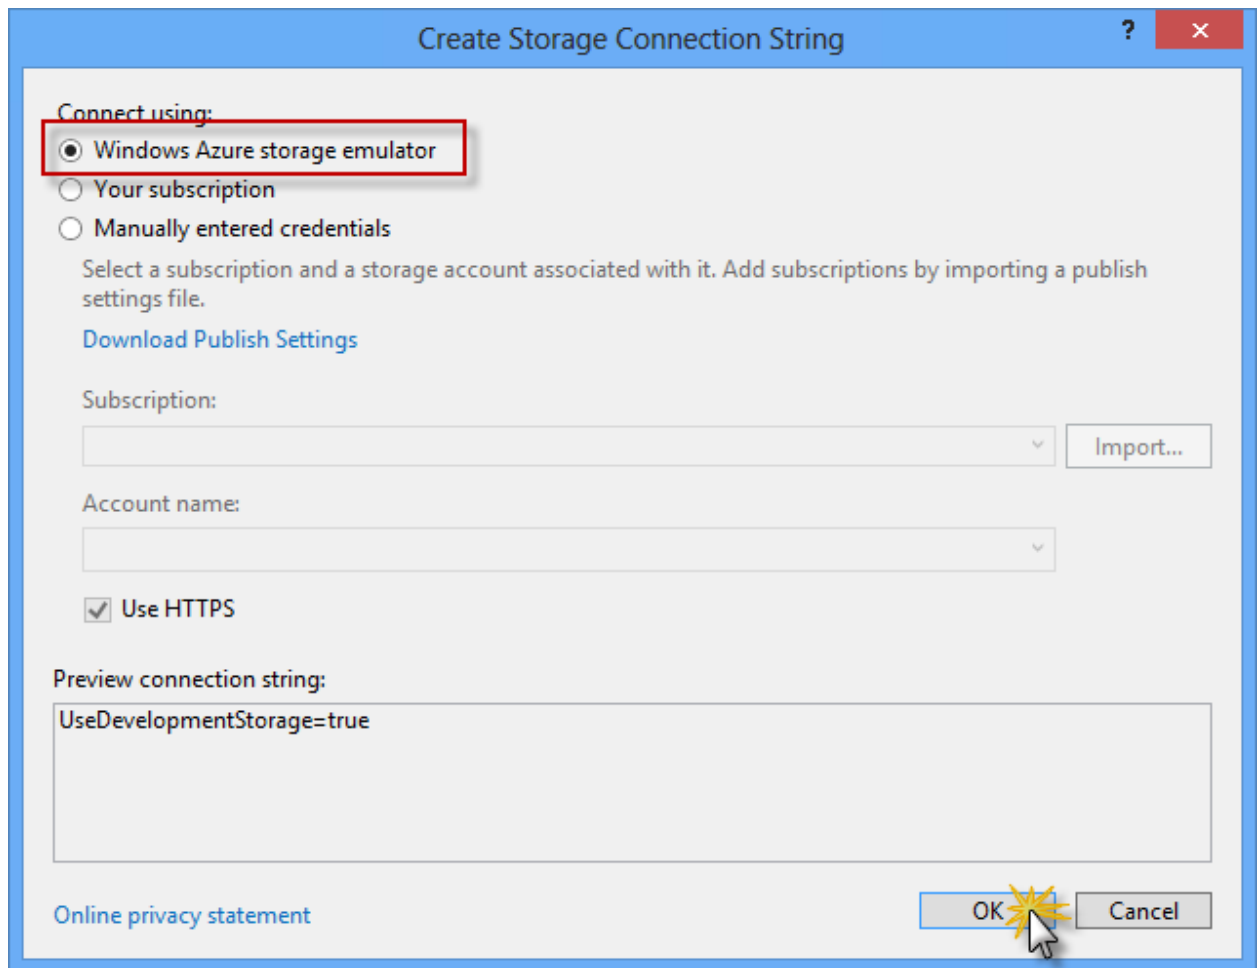 Create Storage Connection String
?
Connect using:
Windows Azure storage emulator
Your subscription
Manually entered credentials
Select a subscription and a storage account associated with it. Add subscriptions by importing a publish
settings file.
Download Publish Settings
Subscription:
Import...
Account name:
Use HTTPS
Preview connection string:
UseDevelopmentStorage=true
Online privacy statement
OK
Cancel